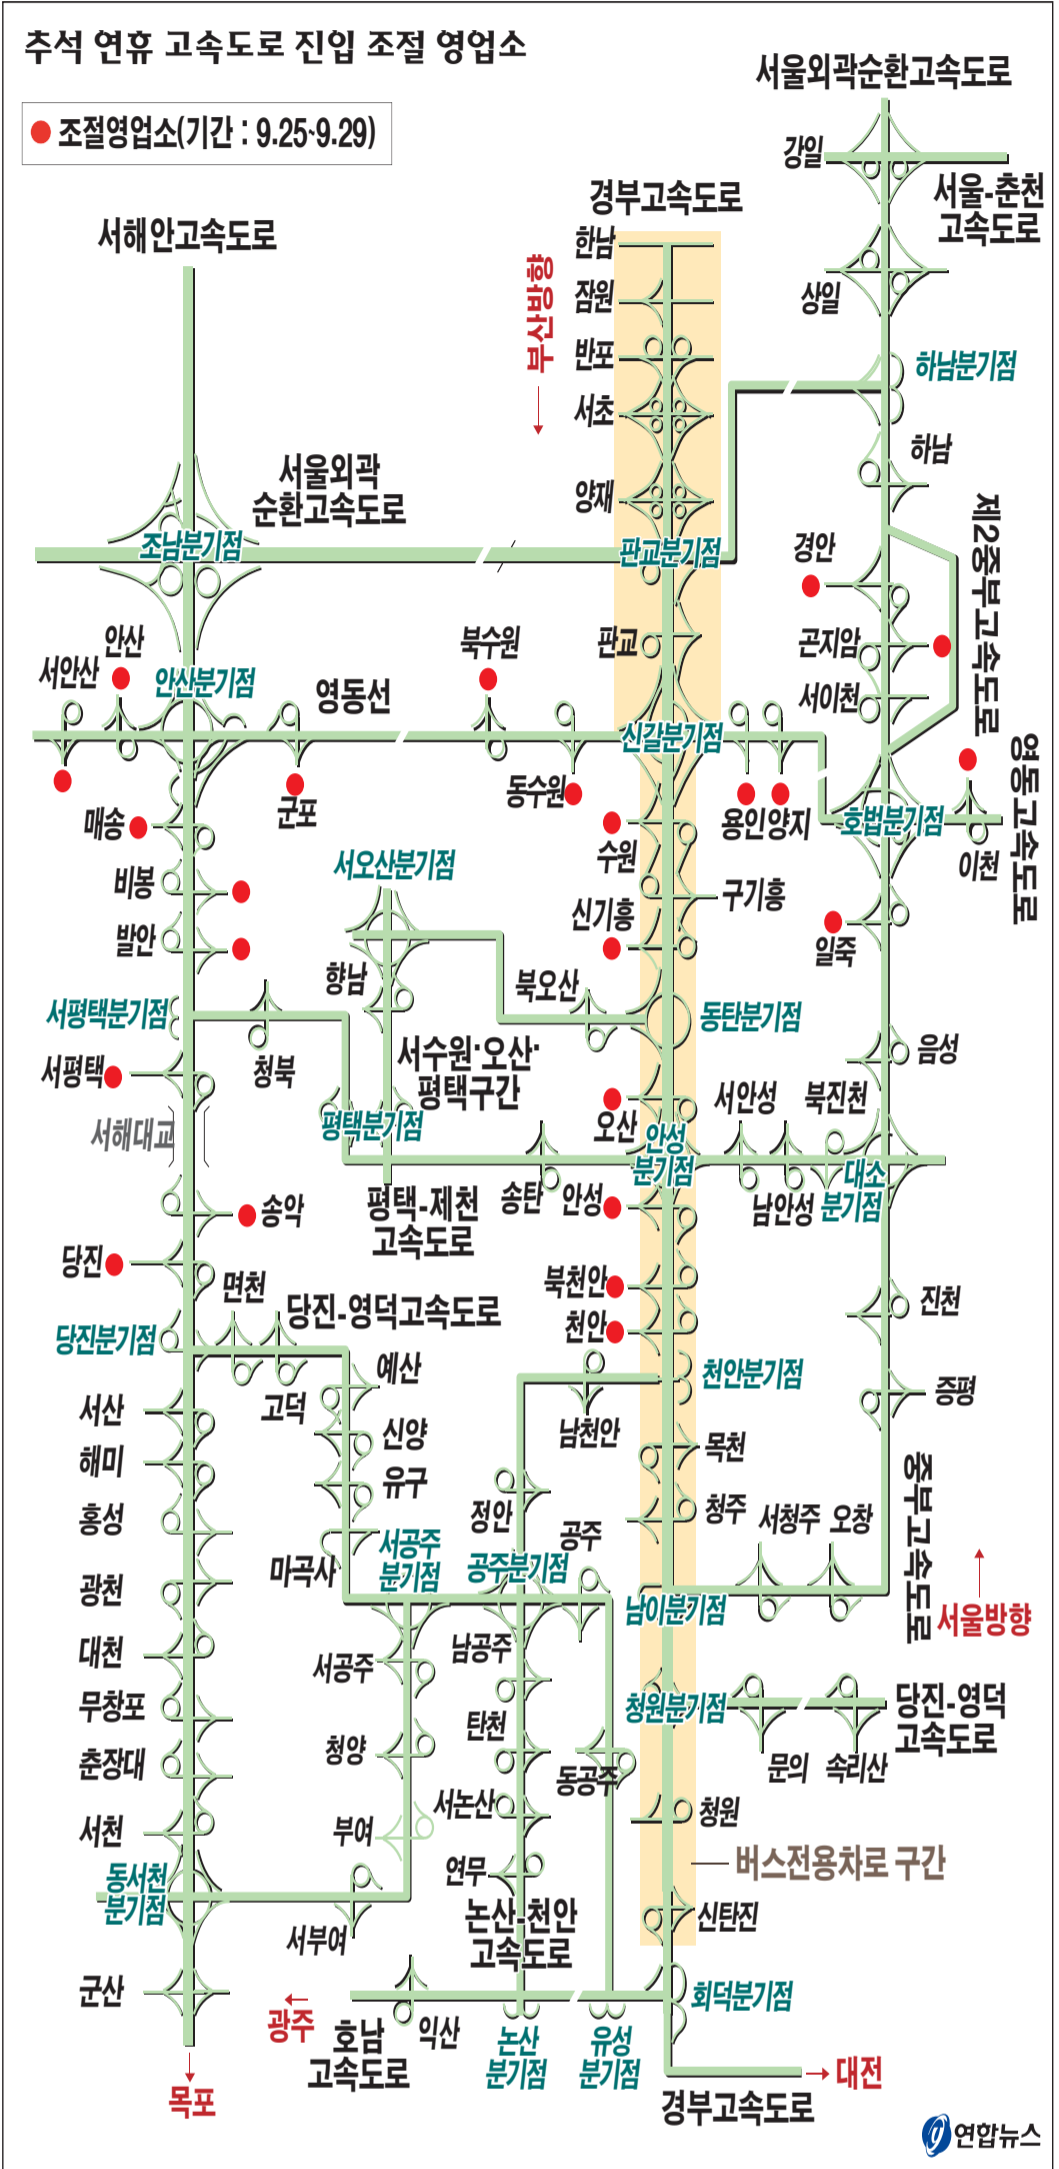 추석 연휴 고속도로 진입 조절 영업소
조절영업소(기간 : 9.25~9.29)
서울외곽순환고속도로
강일
서울-춘천
고속도로
경부고속도로
서해안고속도로
한남
부산방향
잠원
상일
반포
하남분기점
서초
하남
서울외곽
순환고속도로
양재
제2중부고속도로
조남분기점
판교분기점
경안
안산
북수원
판교
곤지암
서안산
안산분기점
영동선
서이천
신갈분기점
영동고속도로
동수원
군포
매송
용인
양지
호법분기점
수원
이천
서오산분기점
비봉
구기흥
신기흥
발안
일죽
향남
북오산
서평택분기점
동탄분기점
청북
서수원·오산·
평택구간
음성
서평택
서안성
북진천
서해대교
평택분기점
오산
안성
분기점
대소
분기점
송탄
안성
남안성
평택-제천
고속도로
송악
당진
면천
북천안
진천
당진-영덕고속도로
천안
당진분기점
예산
천안분기점
고덕
증평
서산
신양
남천안
해미
목천
유구
중부고속도로
홍성
정안
청주
서청주
오창
공주
마곡사
서공주
분기점
공주분기점
광천
남이분기점
서울방향
대천
서공주
남공주
무창포
청원분기점
당진-영덕
고속도로
탄천
청양
춘장대
동공주
문의
속리산
서논산
청원
서천
부여
버스전용차로 구간
연무
동서천
분기점
논산-천안
고속도로
신탄진
서부여
군산
회덕분기점
광주
호남
고속도로
익산
논산
분기점
유성
분기점
대전
목포
경부고속도로
연합뉴스